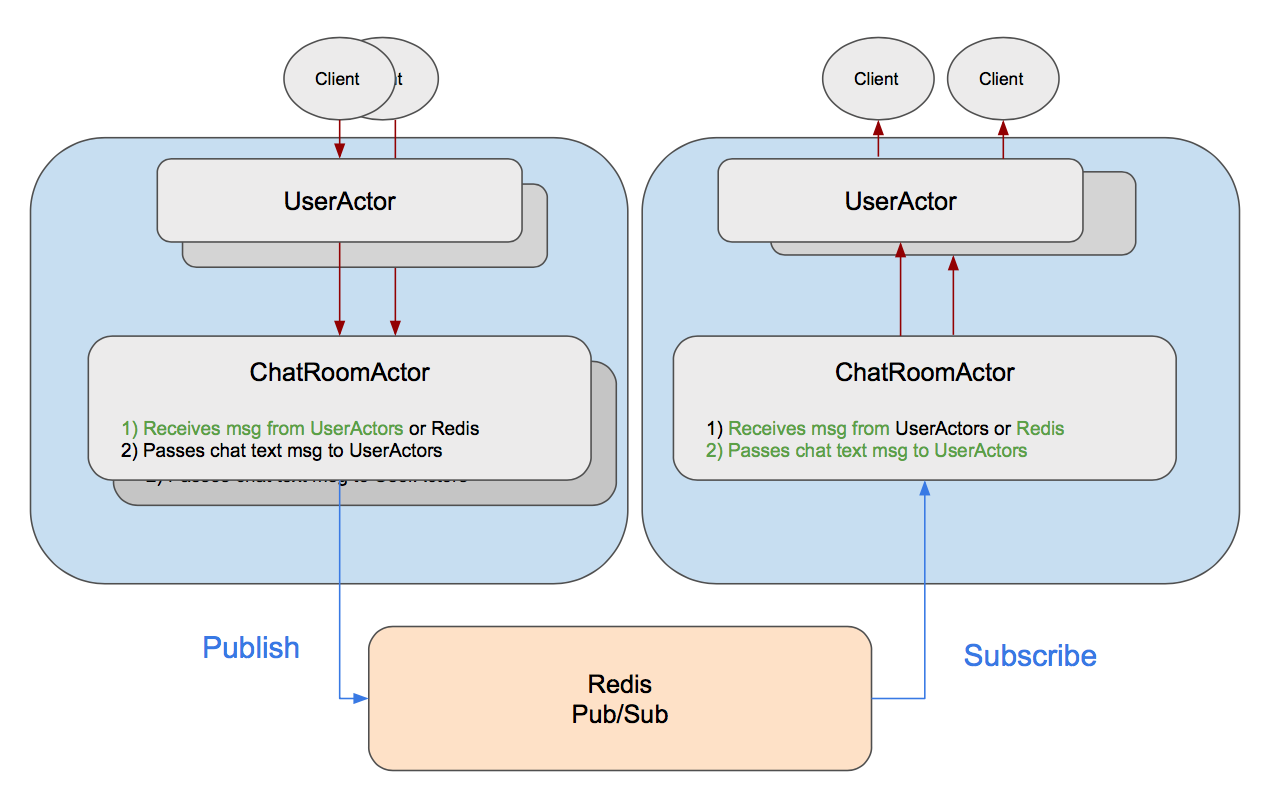 Client
t
Client
Client
UserActor
UserActor
ChatRoomActor
1) Receives msg from UserActors or Redis
2) Passes chat text msg to UserActors
ChatRoomActor
1) Receives msg from UserActors or Redis
2) Passes chat text msg to UserActors
Publish
Redis
Pub/Sub
Subscribe